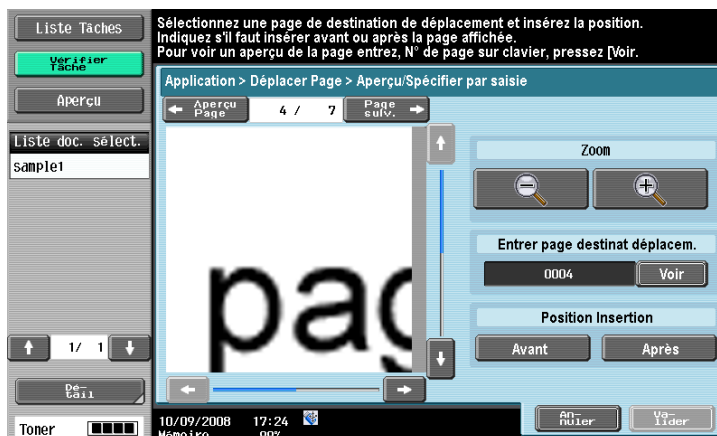 Liste Tâches
Vérifier
Tâche
Aperçu
Liste doc. sélect.
sample1
1/ 1
Dé-
tail
Toner
Sélectionnez une page de destination de déplacement et insérez la position.
Indiquez s'il faut insérer avant ou après la page affichée.
Pour voir un aperçu de la page entrez, N° de page sur clavier, pressez [Voir.
Application > Déplacer Page > Aperçu/Spécifier par saisie
Aperçu
Page
4 / 7
Page
suiv.
pag
Zoom
Entrer page destinat déplacem.
0004
Voir
Position Insertion
Avant
Après
10/09/2008 17:24
Mémoire 00%
An-
nuler
Va-
lider